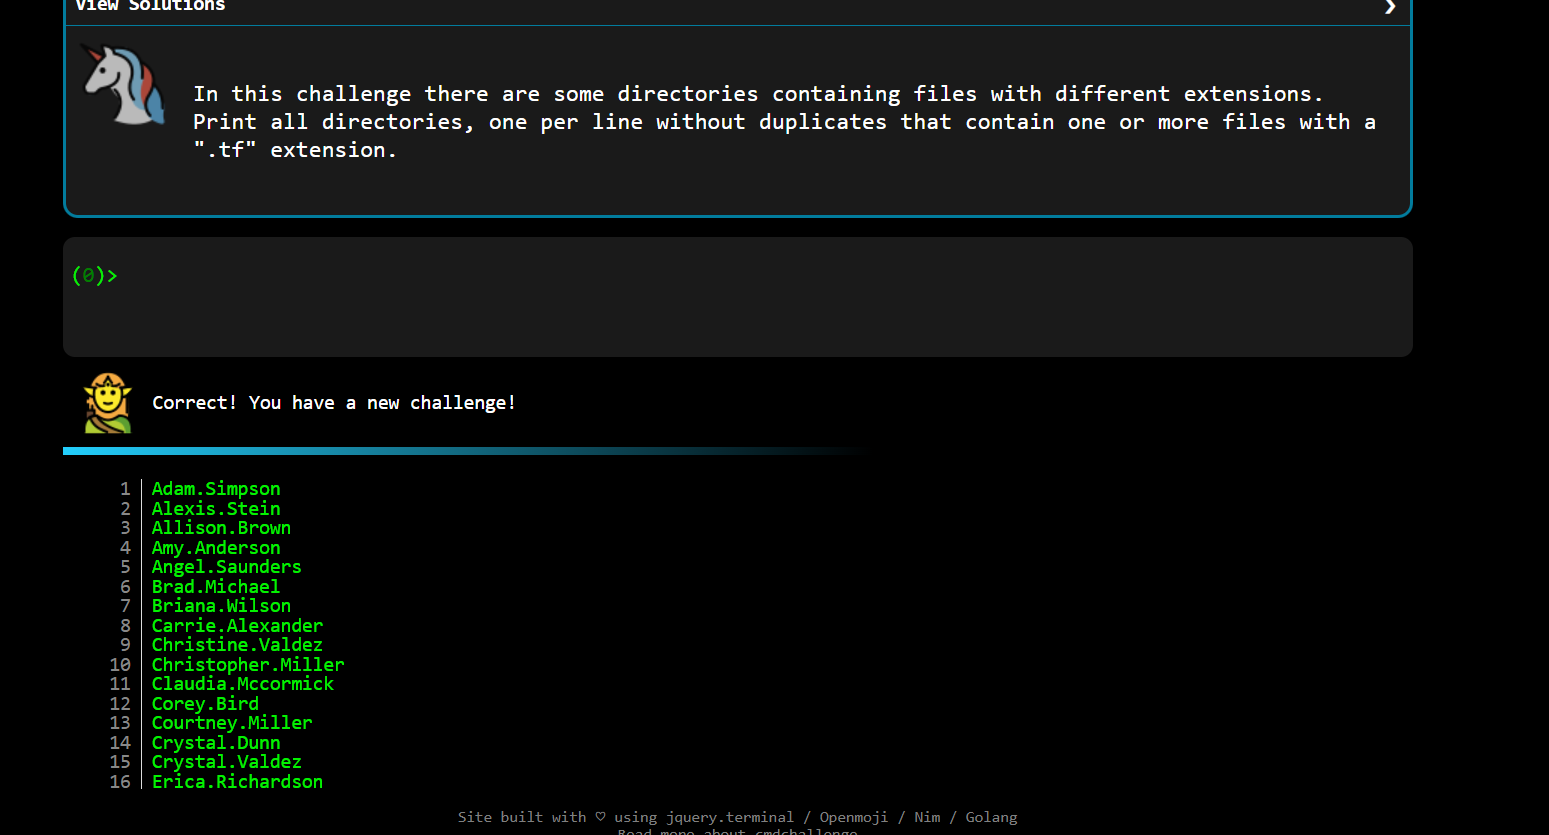 View Solutions
In this challenge there are some directories containing files with different extensions.
Print all directories, one per line without duplicates that contain one or more files with a
".tf" extension.
(0)>
Correct! You have a new challenge!
1 Adam.Simpson
2 Alexis.Stein
3 Allison.Brown
4 Amy.Anderson
5 Angel.Saunders
6 Brad.Michael
7 Briana.Wilson
8 Carrie.Alexander
9 Christine.Valdez
10 Christopher.Miller
11 Claudia.Mccormick
12 Corey.Bird
13 Courtney.Miller
14 Crystal.Dunn
15 Crystal.Valdez
16 Erica.Richardson
Site built with ♡ using jquery.terminal / Openmoji / Nim / Golang
Read more about cmdchallenge